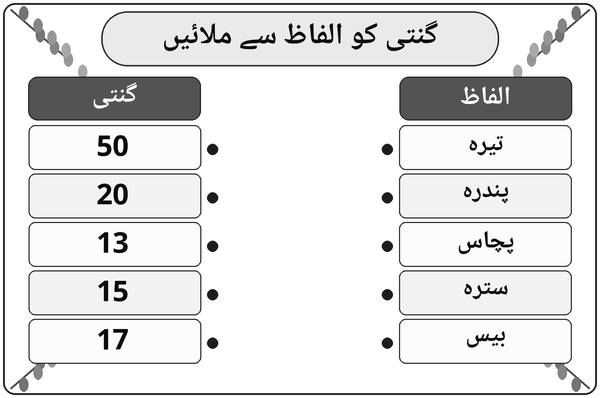 گنتی کو الفاظ سے ملائیں
الفاظ
گنتی
تیرہ
50
پندرہ
20
پچاس
13
سترہ
15
بیس
17